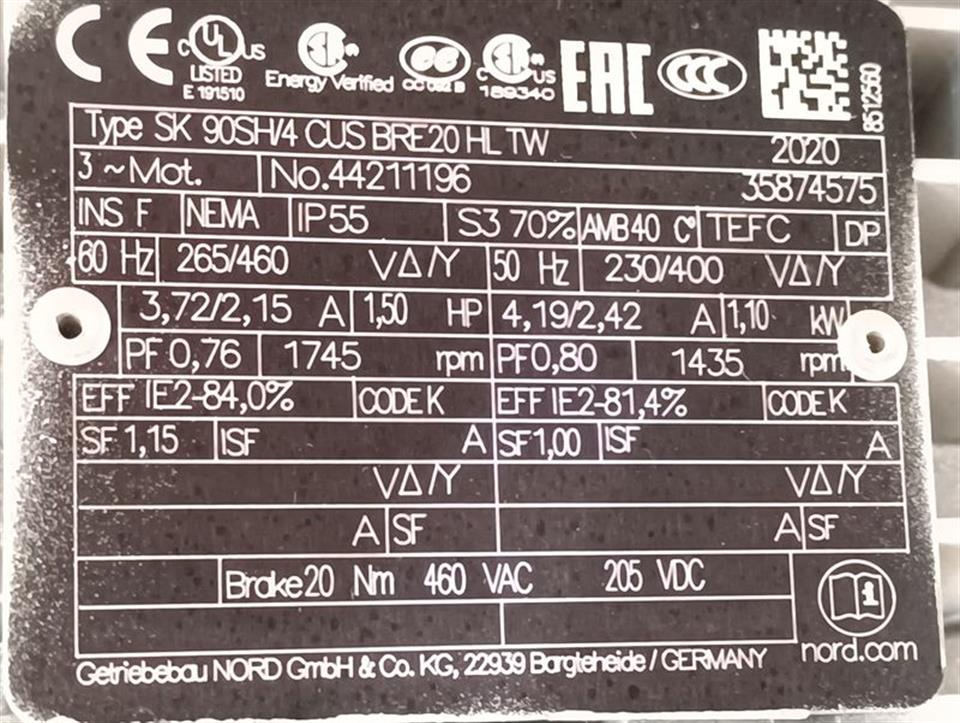 CE c UL US LISTED E 191510 Energy Verified CCC 189340 EAC CCC 8512560
Type SK 90SH/4 CUS BRE20 HL TW 2020
3 ~ Mot. No.44211196 35874575
INS F NEMA IP55 S3 70% AMB40 C° TEFC DP
60 Hz 265/460 VΔ/Y 50 Hz 230/400 VΔ/Y
3,72/2,15 A 1,50 HP 4,19/2,42 A 1,10 kW
PF 0,76 1745 rpm PF0,80 1435 rpm
EFF IE2-84,0% CODE K EFF IE2-81,4% CODE K
SF 1,15 ISF A SF 1,00 ISF A
VΔ/Y VΔ/Y
A SF A SF
Brake20 Nm 460 VAC 205 VDC
nord.com
Getriebebau NORD GmbH & Co. KG, 22939 Bargteheide / GERMANY